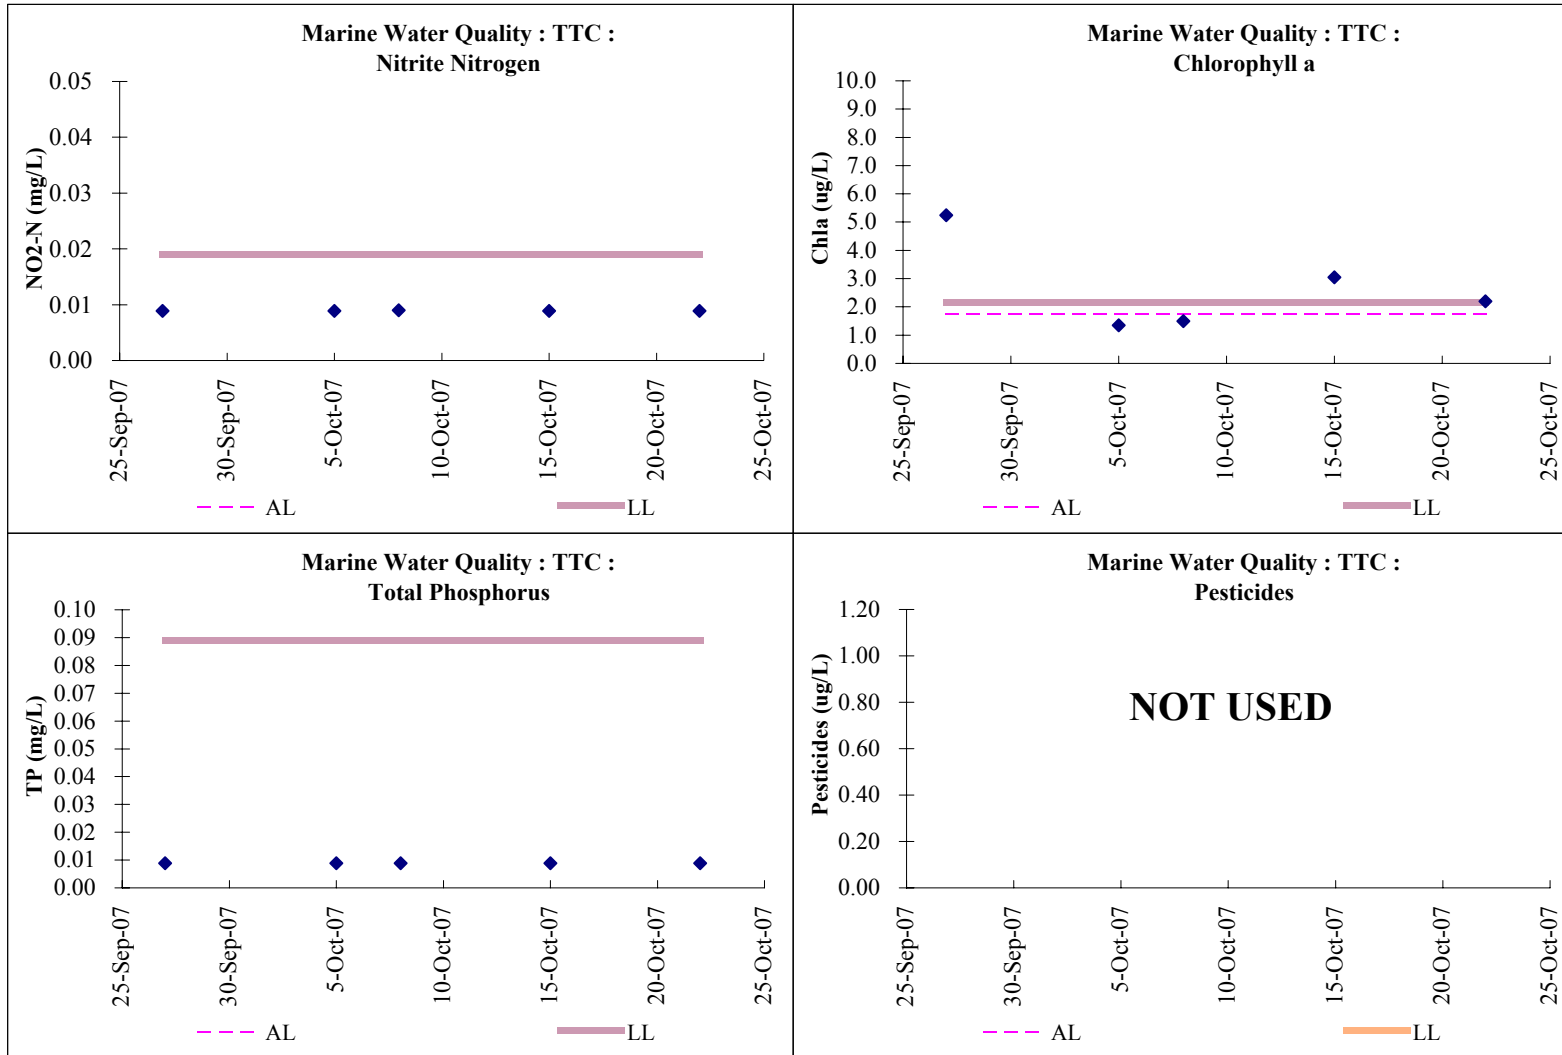 Marine Water Quality : TTC :
Nitrite Nitrogen
NO2-N (mg/L)
0.05
0.04
0.03
0.02
0.01
0.00
25-Sep-07
30-Sep-07
5-Oct-07
10-Oct-07
15-Oct-07
20-Oct-07
25-Oct-07
AL
LL
Marine Water Quality : TTC :
Chlorophyll a
Chla (ug/L)
10.0
9.0
8.0
7.0
6.0
5.0
4.0
3.0
2.0
1.0
0.0
25-Sep-07
30-Sep-07
5-Oct-07
10-Oct-07
15-Oct-07
20-Oct-07
25-Oct-07
AL
LL
Marine Water Quality : TTC :
Total Phosphorus
TP (mg/L)
0.10
0.09
0.08
0.07
0.06
0.05
0.04
0.03
0.02
0.01
0.00
25-Sep-07
30-Sep-07
5-Oct-07
10-Oct-07
15-Oct-07
20-Oct-07
25-Oct-07
AL
LL
Marine Water Quality : TTC :
Pesticides
Pesticides (ug/L)
1.20
1.00
0.80
0.60
0.40
0.20
0.00
NOT USED
25-Sep-07
30-Sep-07
5-Oct-07
10-Oct-07
15-Oct-07
20-Oct-07
25-Oct-07
AL
LL